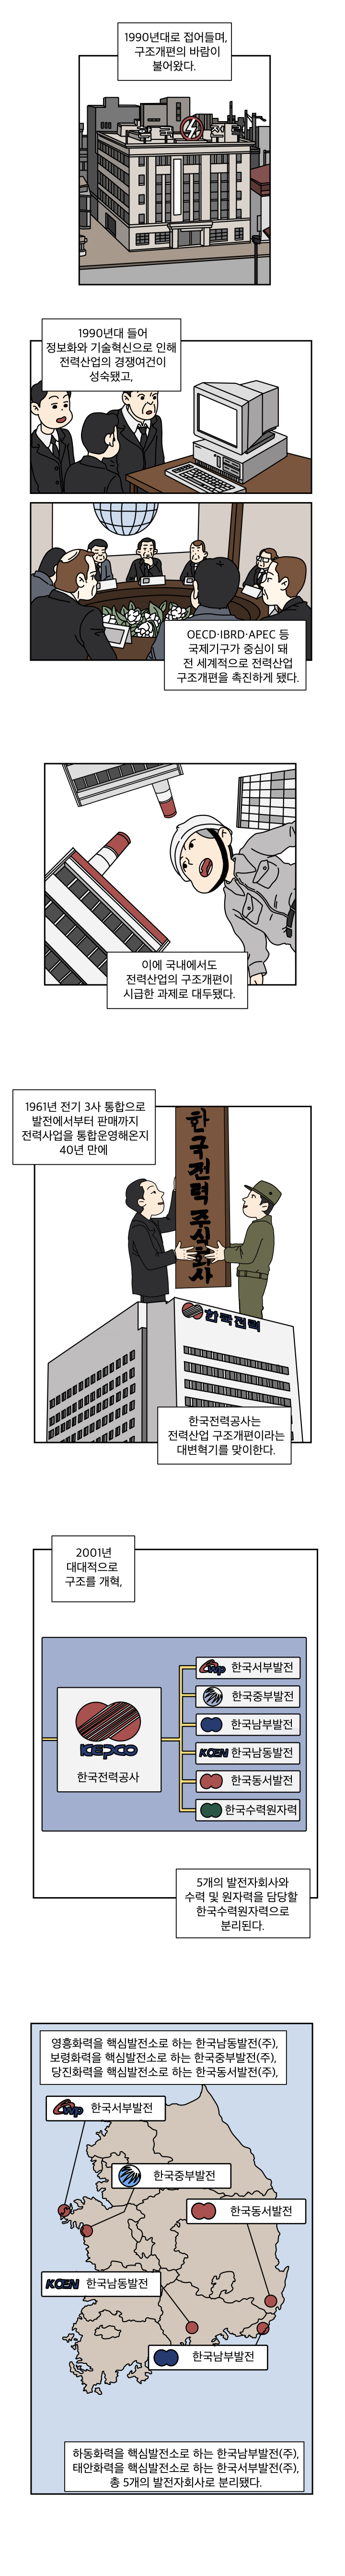 1990년대로 접어들며,
구조개편의 바람이
불어왔다.
1990년대 들어
정보화와 기술혁신으로 인해
전력산업의 경쟁여건이
성숙됐고,
OECD·IBRD·APEC 등
국제기구가 중심이 돼
전 세계적으로 전력산업
구조개편을 촉진하게 됐다.
이에 국내에서도
전력산업의 구조개편이
시급한 과제로 대두됐다.
1961년 전기 3사 통합으로
발전에서부터 판매까지
전력사업을 통합운영해온지
40년 만에
한국전력주식회사
한국전력
한국전력공사는
전력산업 구조개편이라는
대변혁기를 맞이한다.
2001년
대대적으로
구조를 개혁,
KEPCO
한국전력공사
WP 한국서부발전
한국중부발전
한국남부발전
KOEN 한국남동발전
한국동서발전
한국수력원자력
5개의 발전자회사와
수력 및 원자력을 담당할
한국수력원자력으로
분리된다.
영흥화력을 핵심발전소로 하는 한국남동발전(주),
보령화력을 핵심발전소로 하는 한국중부발전(주),
당진화력을 핵심발전소로 하는 한국동서발전(주),
WP 한국서부발전
한국중부발전
한국동서발전
KOEN 한국남동발전
한국남부발전
하동화력을 핵심발전소로 하는 한국남부발전(주),
태안화력을 핵심발전소로 하는 한국서부발전(주),
총 5개의 발전자회사로 분리됐다.